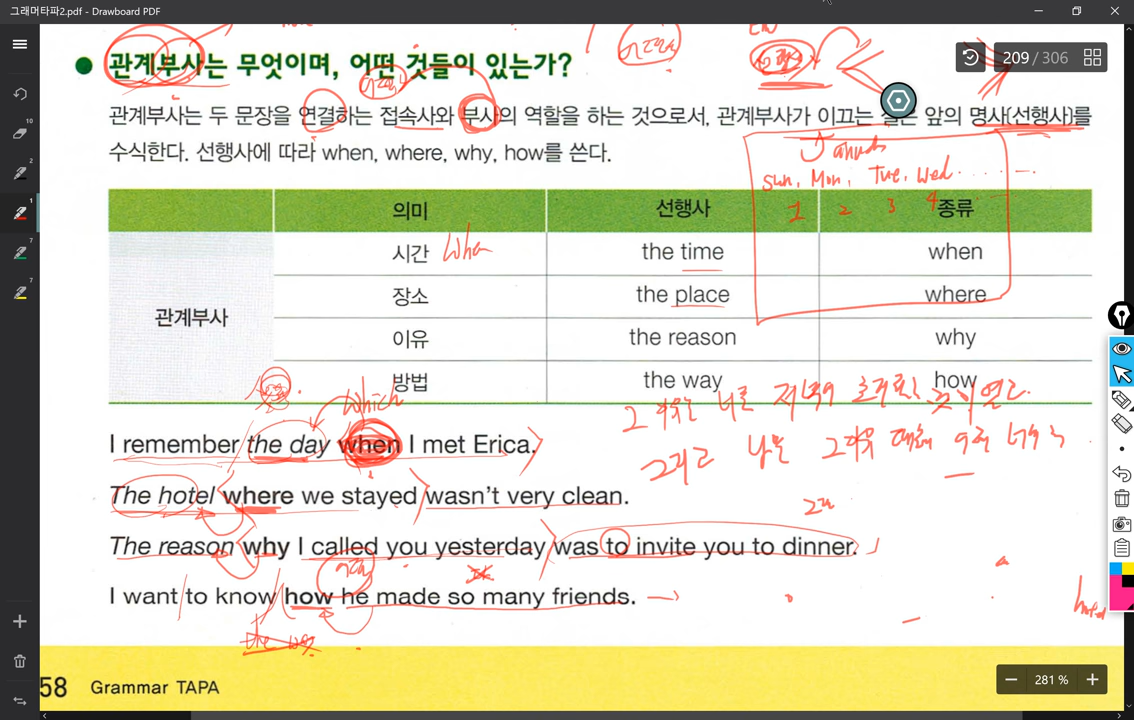 그래머타파2.pdf - Drawboard PDF
209 / 306
● 관계부사는 무엇이며, 어떤 것들이 있는가?
관계부사는 두 문장을 연결하는 접속사와 부사의 역할을 하는 것으로서, 관계부사가 이끄는 절은 앞의 명사(선행사)를
수식한다. 선행사에 따라 when, where, why, how를 쓴다.
Sun, Mon, Tue, Wed
1 2 3 4
의미 선행사 종류
관계부사
시간 when the time when
장소 the place where
이유 the reason why
방법 the way how
which
I remember the day when I met Erica.
The hotel where we stayed wasn't very clean.
The reason why I called you yesterday was to invite you to dinner.
I want to know how he made so many friends.
the way
58 Grammar TAPA
281 %